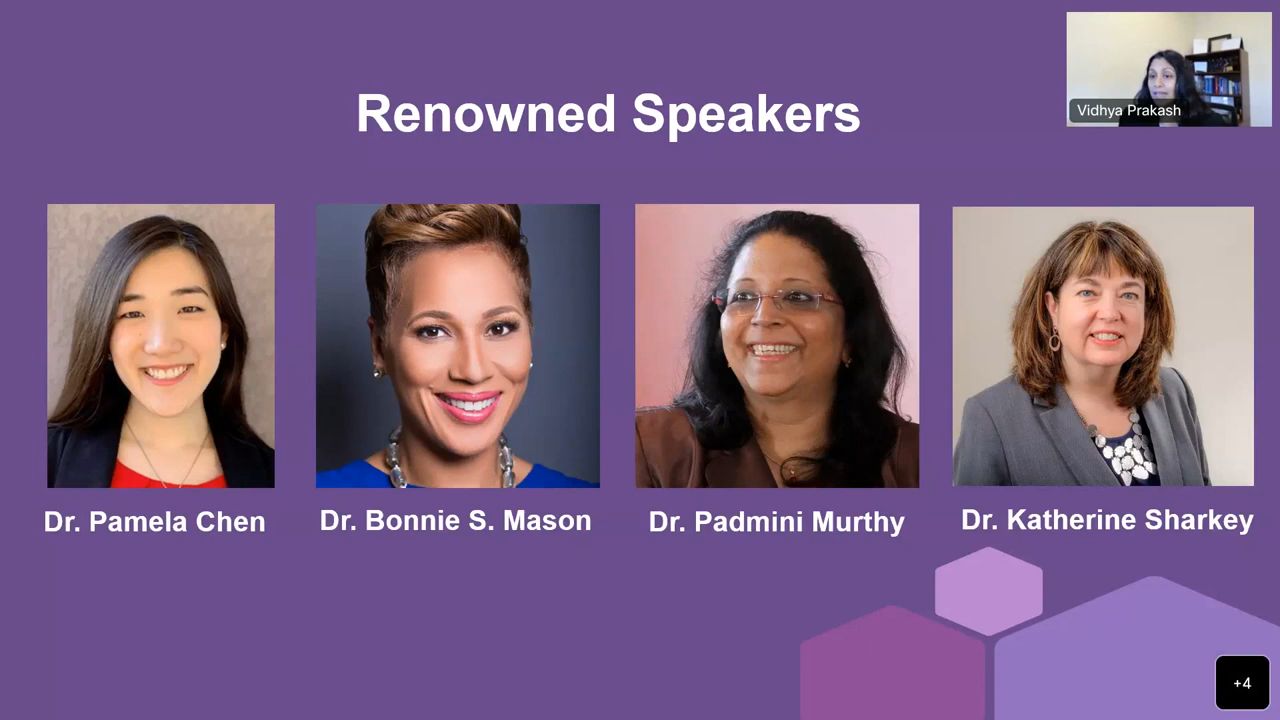 Renowned Speakers
Vidhya Prakash
Dr. Pamela Chen
Dr. Bonnie S. Mason
Dr. Padmini Murthy
Dr. Katherine Sharkey
+4